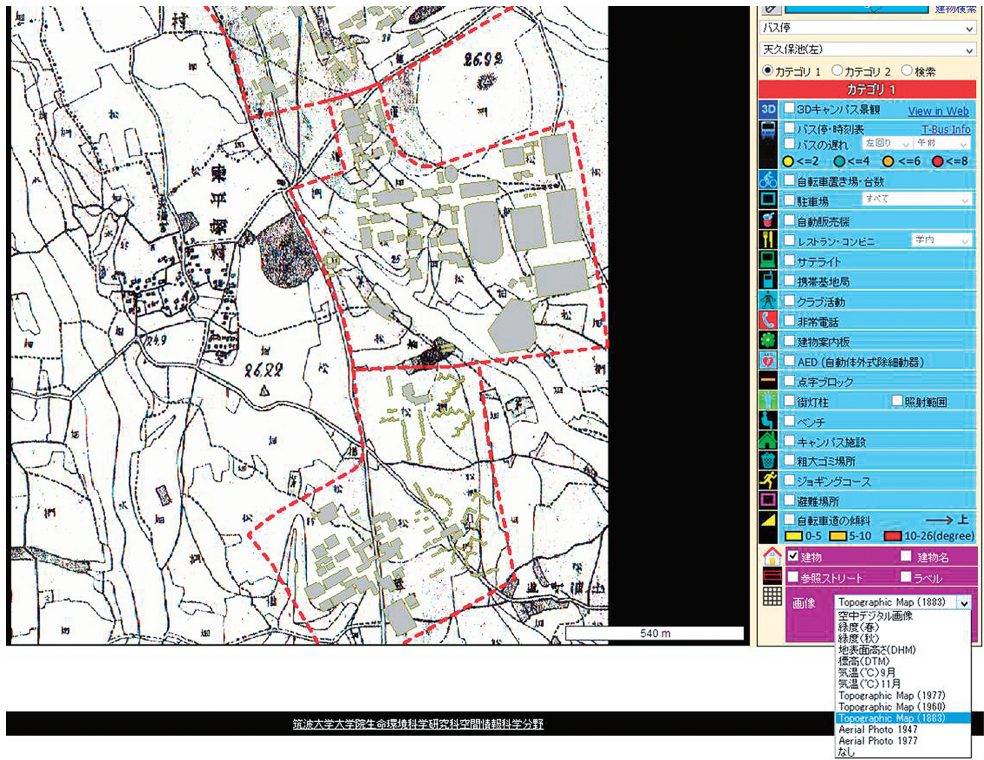 建物検索
バス停
天久保池(左)
カテゴリ 1 カテゴリ 2 検索
カテゴリ 1
3D 3Dキャンパス景観 View in Web
バス停・時刻表 T-Bus Info
バスの遅れ 左回り 午前
<=2 <=4 <=6 <=8
自転車置き場・台数
駐車場 すべて
自動販売機
レストラン・コンビニ 学内
サテライト
携帯基地局
クラブ活動
非常電話
建物案内板
AED (自動体外式除細動器)
点字ブロック
街灯柱 照射範囲
ベンチ
キャンパス施設
粗大ゴミ場所
ジョギングコース
避難場所
自転車道の傾斜 上
0-5 5-10 10-26(degree)
建物 建物名
参照ストリート ラベル
画像 Topographic Map (1883)
空中デジタル画像
緑度(春)
緑度(秋)
地表面高さ(DHM)
標高(DTM)
気温(℃)9月
気温(℃)11月
Topographic Map (1977)
Topographic Map (1960)
Topographic Map (1883)
Aerial Photo 1947
Aerial Photo 1977
なし
村
26.92
東平塚村
松
畑
25
24.9
26.22
540 m
筑波大学大学院生命環境科学研究科空間情報科学分野